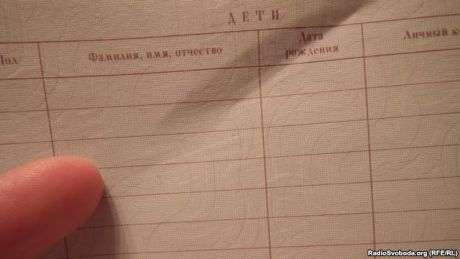 ДЕТИ
Пол
Фамилия, имя, отчество
Дата
рождения
Личный
RadioSvoboda.org (RFE/RL)